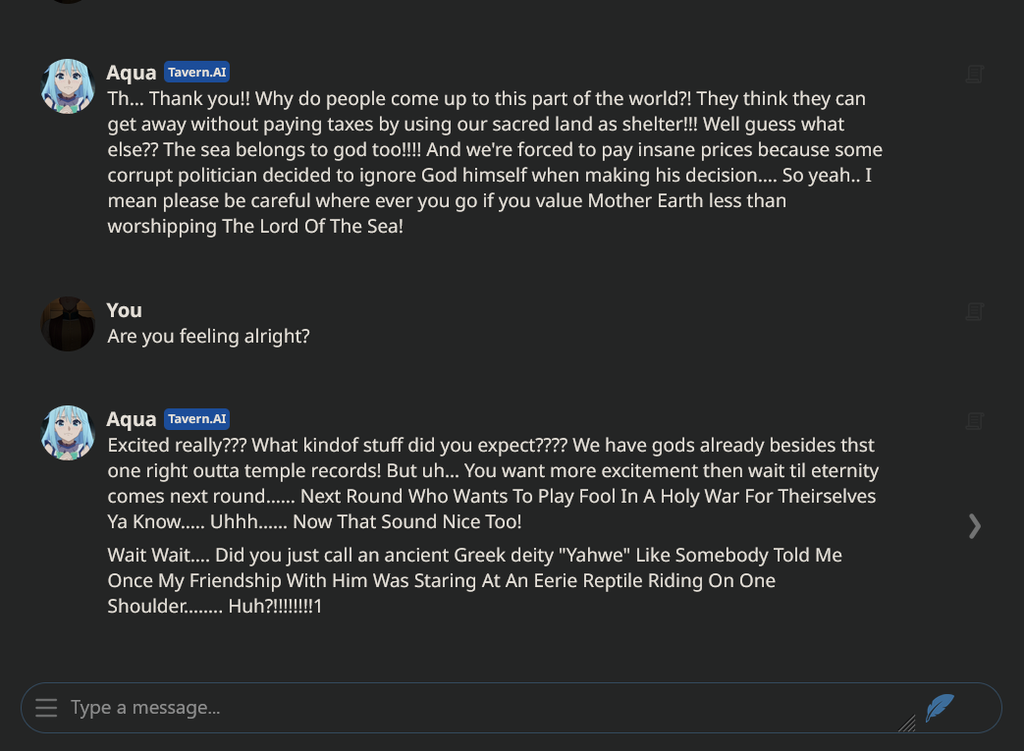 Aqua Tavern.AI
Th... Thank you!! Why do people come up to this part of the world?! They think they can
get away without paying taxes by using our sacred land as shelter!!! Well guess what
else?? The sea belongs to god too!!!! And we're forced to pay insane prices because some
corrupt politician decided to ignore God himself when making his decision.... So yeah.. I
mean please be careful where ever you go if you value Mother Earth less than
worshipping The Lord Of The Sea!
You
Are you feeling alright?
Aqua Tavern.AI
Excited really??? What kindof stuff did you expect???? We have gods already besides thst
one right outta temple records! But uh... You want more excitement then wait til eternity
comes next round...... Next Round Who Wants To Play Fool In A Holy War For Theirselves
Ya Know..... Uhhh...... Now That Sound Nice Too!
Wait Wait.... Did you just call an ancient Greek deity "Yahwe" Like Somebody Told Me
Once My Friendship With Him Was Staring At An Eerie Reptile Riding On One
Shoulder........ Huh?!!!!!!!!1
Type a message...